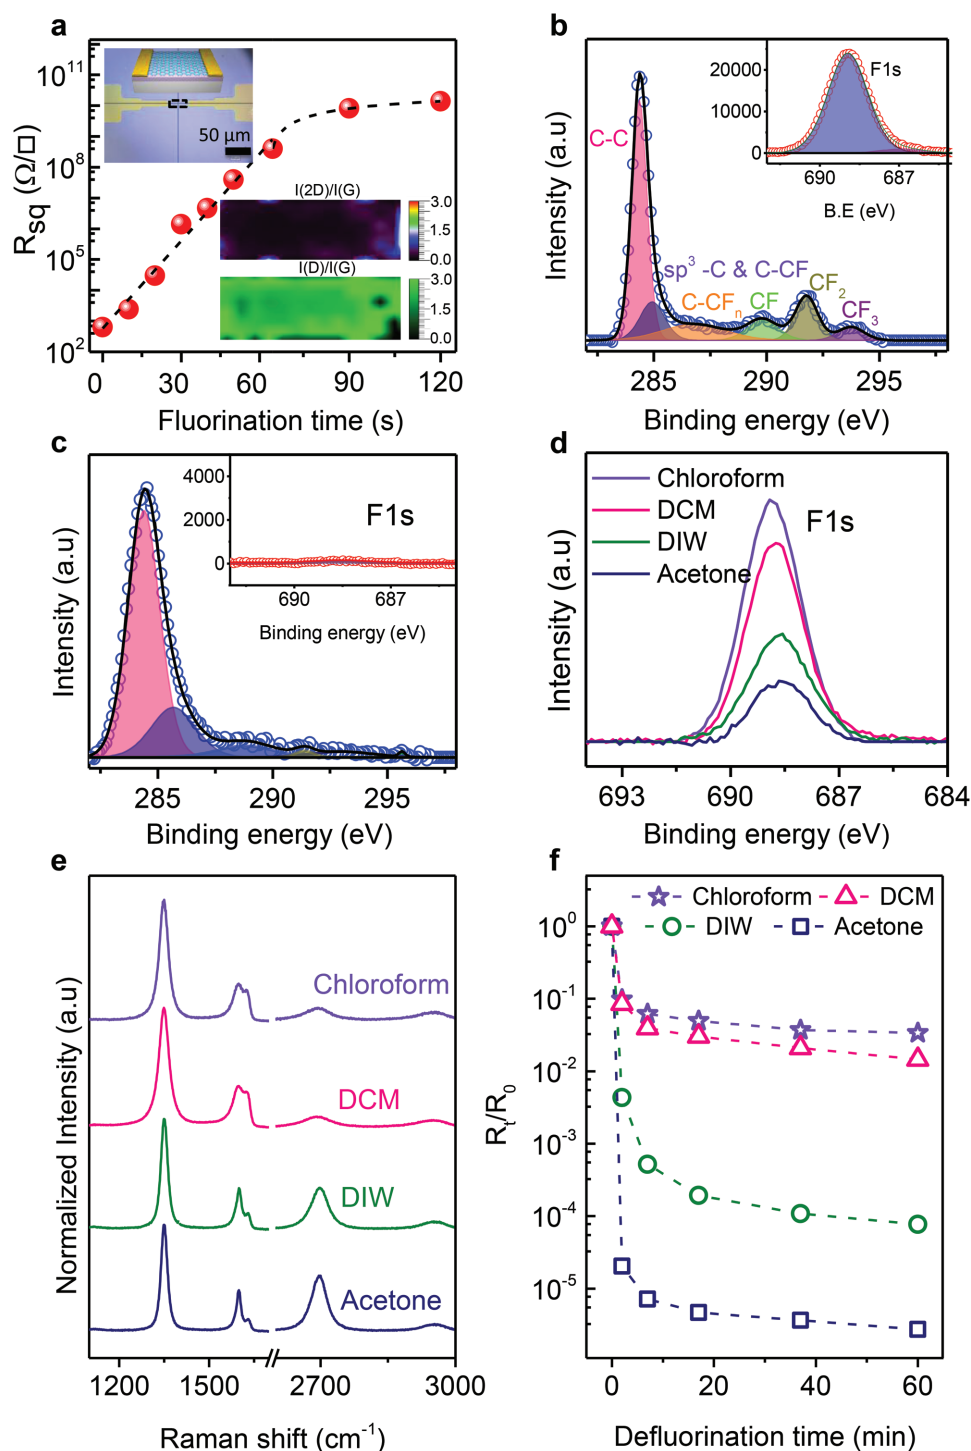 a
R_sq (Ω/□)
10^11
10^8
10^5
10^2
50 μm
I(2D)/I(G)
3.0
1.5
0.0
I(D)/I(G)
3.0
1.5
0.0
0 30 60 90 120
Fluorination time (s)
b
Intensity (a.u)
C-C
sp^3 -C & C-CF
C-CF_n
CF
CF_2
CF_3
20000
10000
0
F1s
690 687
B.E (eV)
285 290 295
Binding energy (eV)
c
Intensity (a.u)
4000
2000
0
F1s
690 687
Binding energy (eV)
285 290 295
Binding energy (eV)
d
Intensity (a.u)
Chloroform
DCM
DIW
Acetone
F1s
693 690 687 684
Binding energy (eV)
e
Normalized Intensity (a.u)
Chloroform
DCM
DIW
Acetone
1200 1500 2700 3000
Raman shift (cm^-1)
f
R_t/R_0
Chloroform DCM
DIW Acetone
10^0
10^-1
10^-2
10^-3
10^-4
10^-5
0 20 40 60
Defluorination time (min)